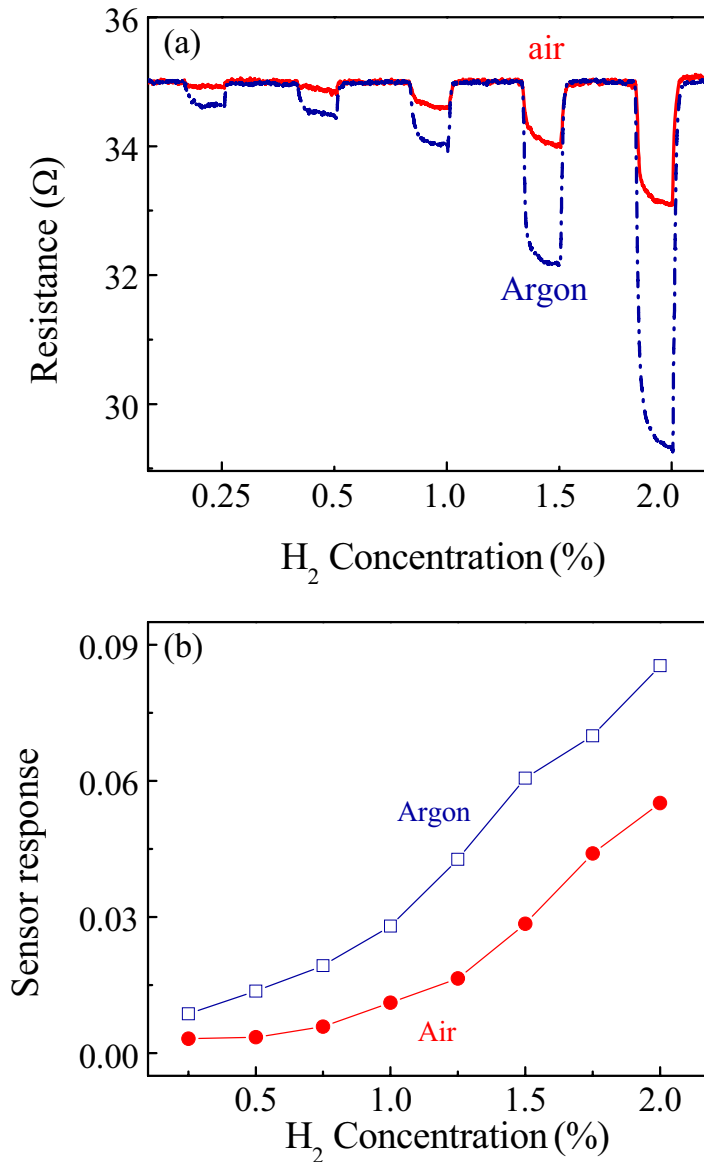 (a)
air
Argon
36
34
32
30
Resistance (Ω)
0.25 0.5 1.0 1.5 2.0
H₂ Concentration (%)
(b)
Argon
Air
0.09
0.06
0.03
0.00
Sensor response
0.5 1.0 1.5 2.0
H₂ Concentration (%)